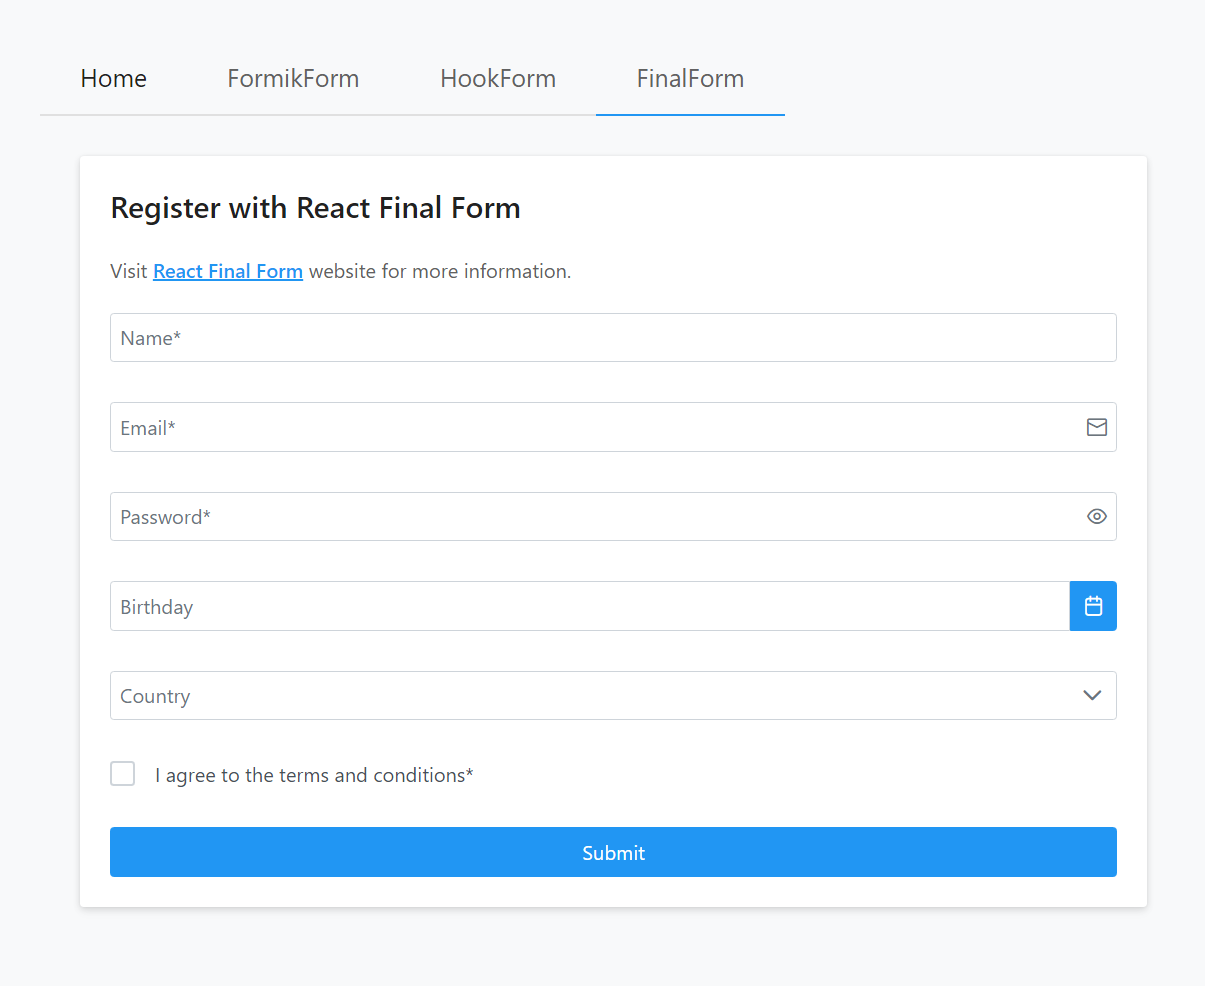 Home FormikForm HookForm FinalForm
Register with React Final Form
Visit React Final Form website for more information.
Name*
Email*
Password*
Birthday
Country
I agree to the terms and conditions*
Submit